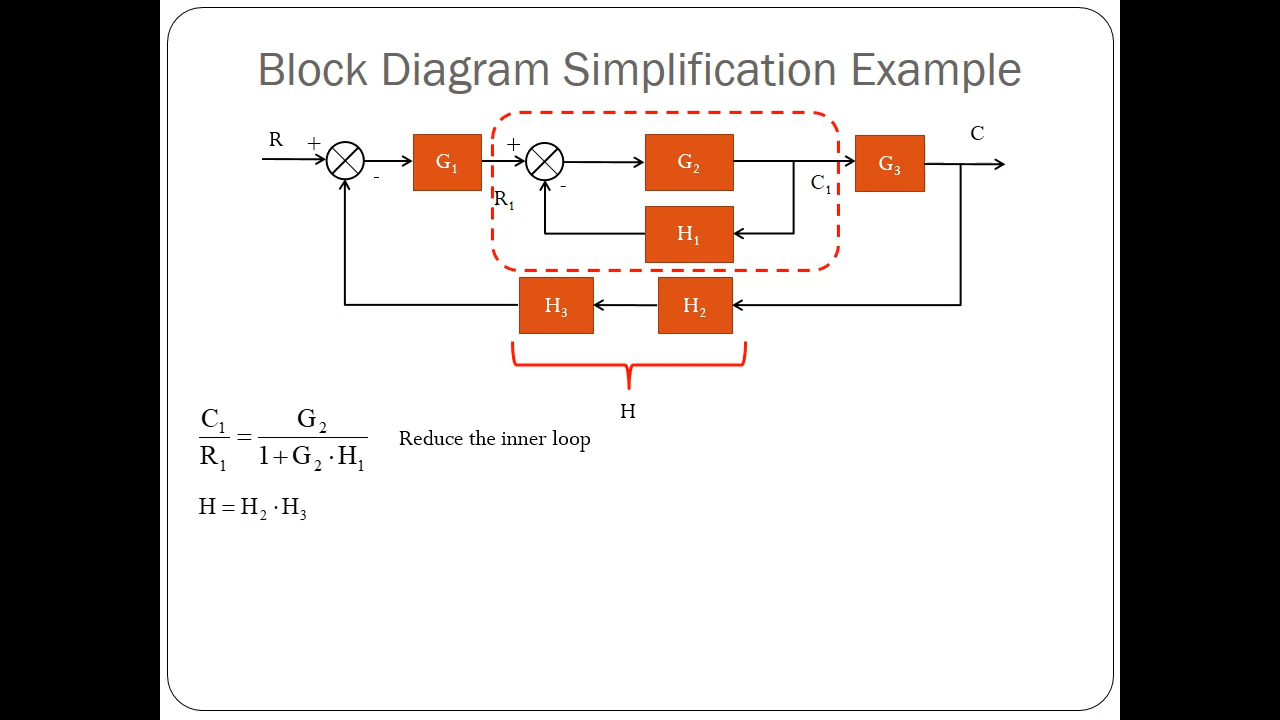 Block Diagram Simplification Example
R + G₁ + G₂ G₃ C
- - C₁
R₁
H₁
H₃ H₂
H
C₁/R₁ = G₂/(1+G₂·H₁) Reduce the inner loop
H = H₂·H₃